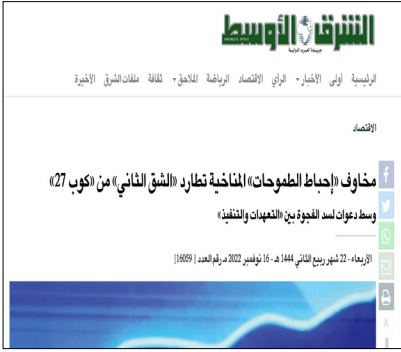 الشرق الأوسط
جريدة العرب الدولية
الرئيسية أولى الأخبار الرأي الاقتصاد الرياضة الملاحق ثقافة ملفات الشرق الأخيرة
الاقتصاد
مخاوف «إحباط الطموحات» المناخية تطارد «الشق الثاني» من «كوب 27»
وسط دعوات لسد الفجوة بين «التعهدات والتنفيذ»
الأربعاء - 22 شهر ربيع الثاني 1444 هـ - 16 نوفمبر 2022 مـ رقم العدد [ 16059]
A